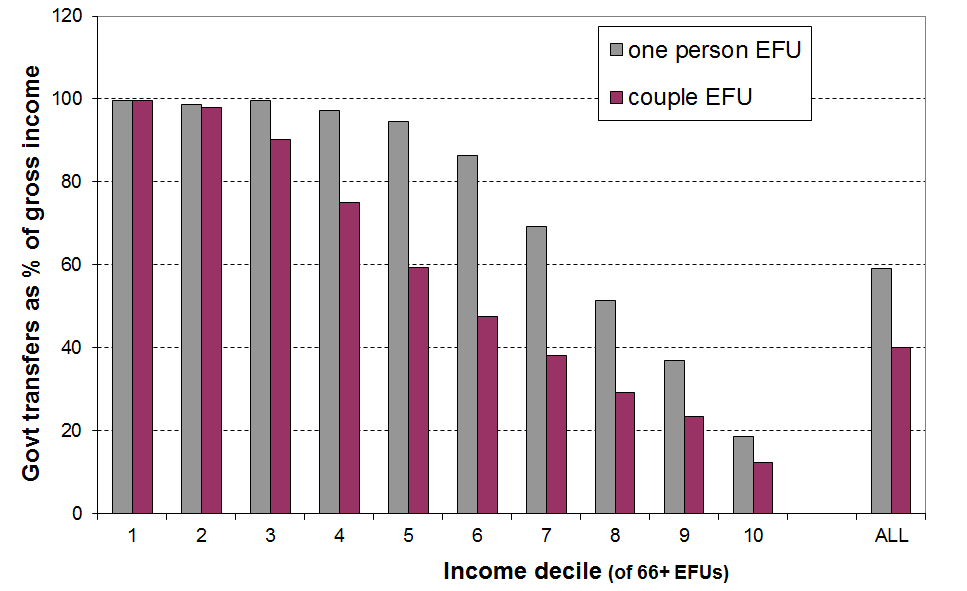 Govt transfers as % of gross income
120
100
80
60
40
20
0
one person EFU
couple EFU
1 2 3 4 5 6 7 8 9 10 ALL
Income decile (of 66+ EFUs)